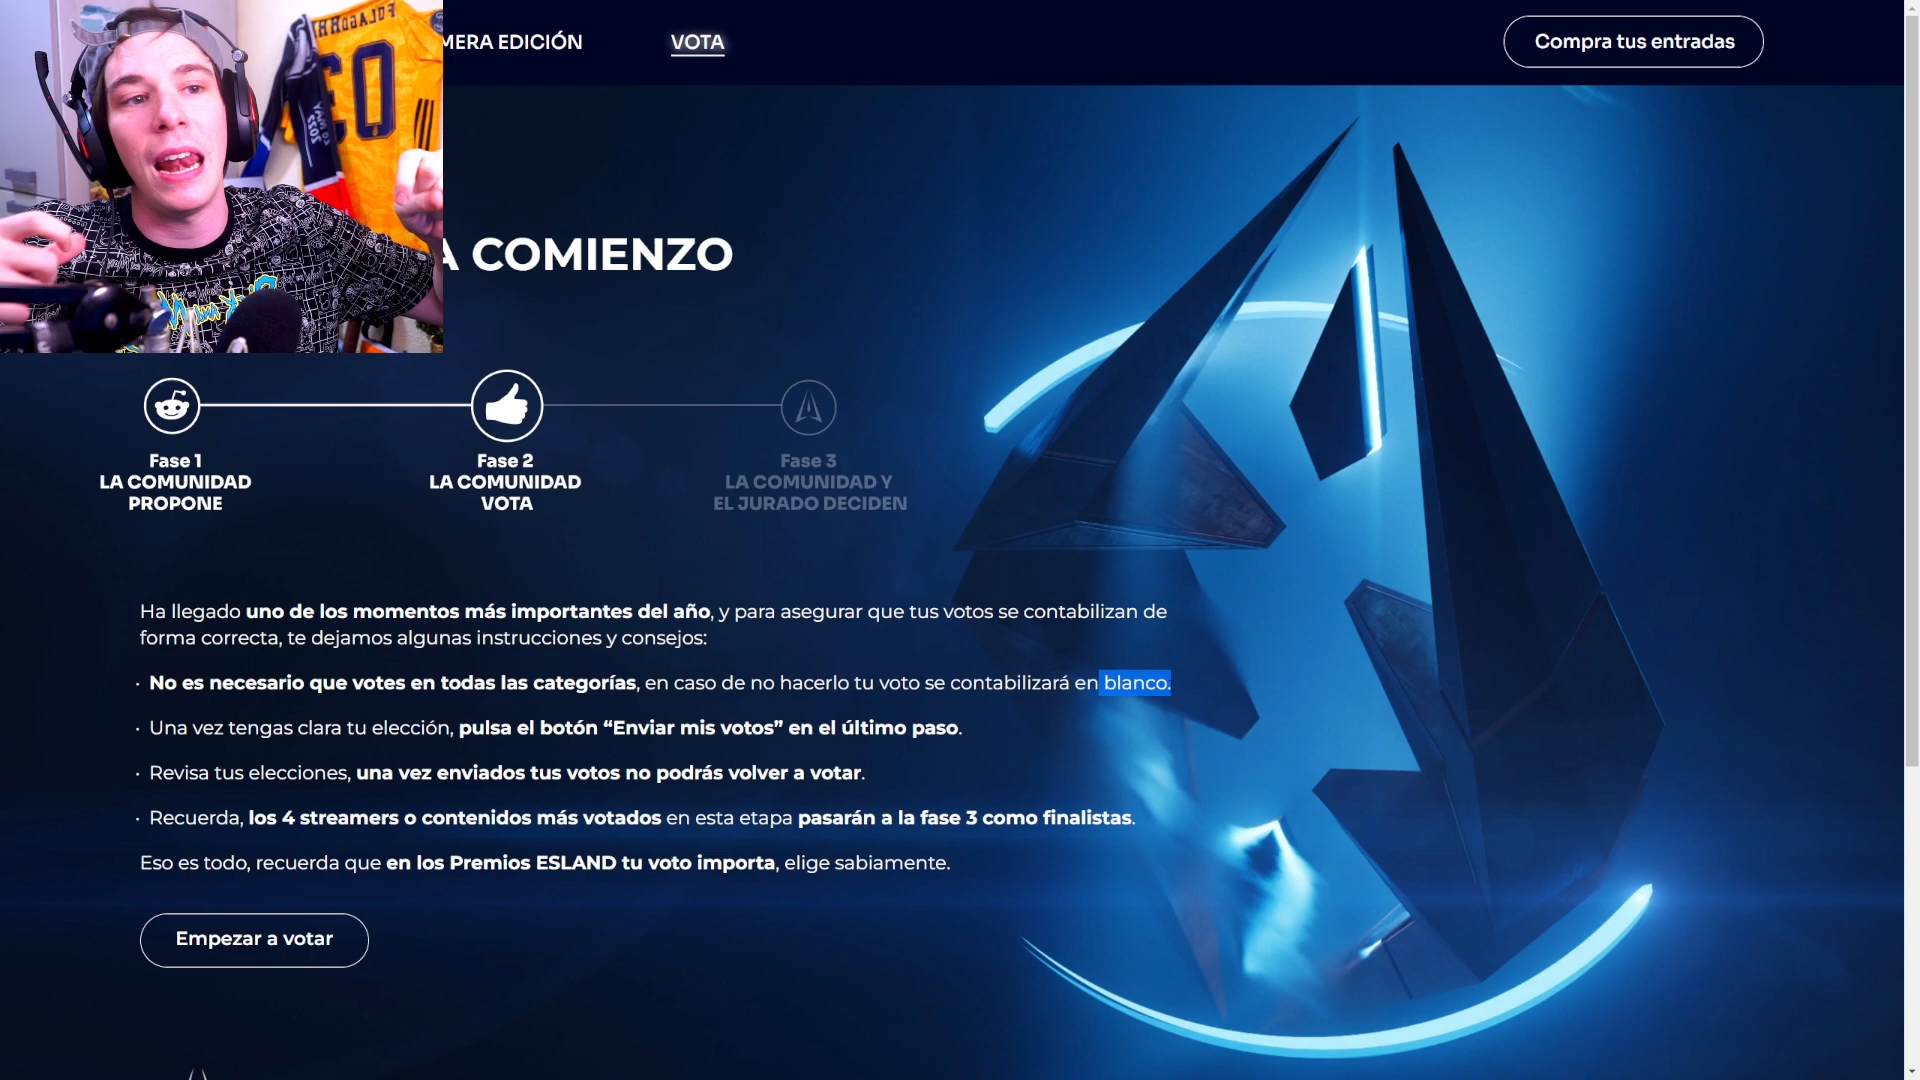 MERA EDICIÓN
VOTA
Compra tus entradas
A COMIENZO
Fase 1
LA COMUNIDAD
PROPONE
Fase 2
LA COMUNIDAD
VOTA
Fase 3
LA COMUNIDAD Y
EL JURADO DECIDEN
Ha llegado uno de los momentos más importantes del año, y para asegurar que tus votos se contabilizan de
forma correcta, te dejamos algunas instrucciones y consejos:
· No es necesario que votes en todas las categorías, en caso de no hacerlo tu voto se contabilizará en blanco.
· Una vez tengas clara tu elección, pulsa el botón “Enviar mis votos” en el último paso.
· Revisa tus elecciones, una vez enviados tus votos no podrás volver a votar.
· Recuerda, los 4 streamers o contenidos más votados en esta etapa pasarán a la fase 3 como finalistas.
Eso es todo, recuerda que en los Premios ESLAND tu voto importa, elige sabiamente.
Empezar a votar